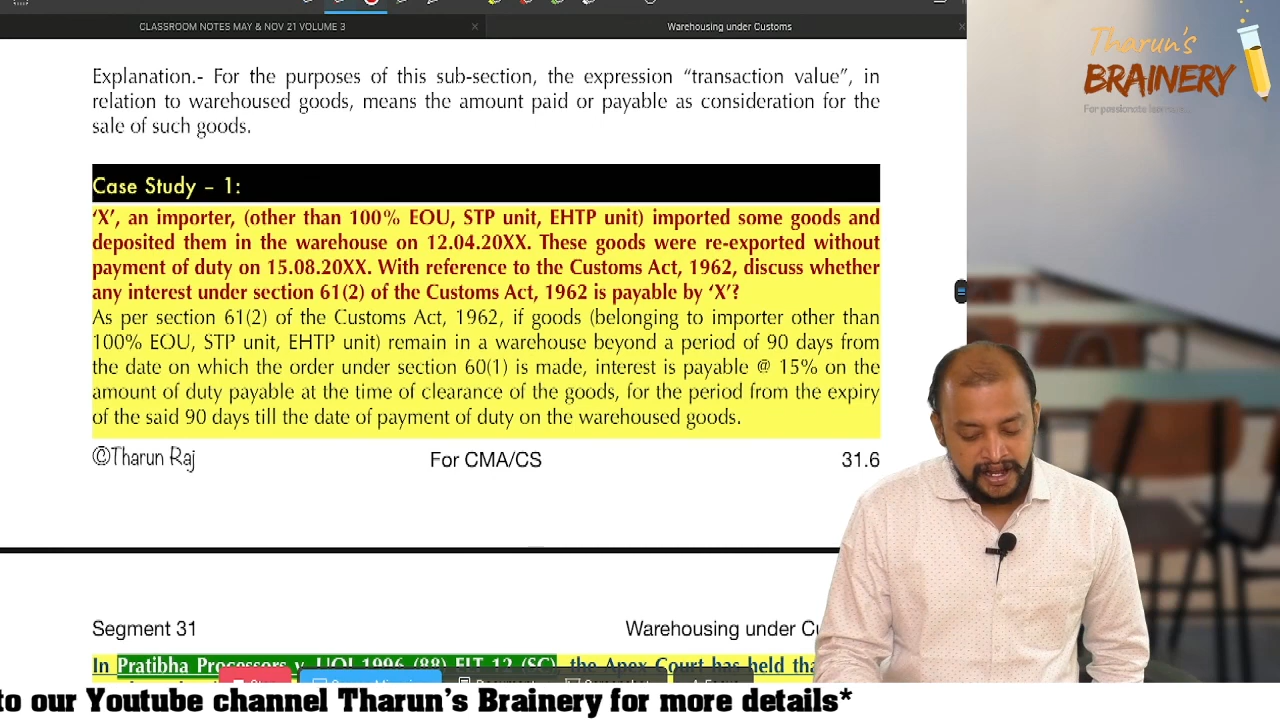 CLASSROOM NOTES MAY & NOV 21 VOLUME 3
Warehousing under Customs
Tharun's
BRAINERY
For passionate learners...
Explanation.- For the purposes of this sub-section, the expression “transaction value”, in
relation to warehoused goods, means the amount paid or payable as consideration for the
sale of such goods.
Case Study – 1:
‘X’, an importer, (other than 100% EOU, STP unit, EHTP unit) imported some goods and
deposited them in the warehouse on 12.04.20XX. These goods were re-exported without
payment of duty on 15.08.20XX. With reference to the Customs Act, 1962, discuss whether
any interest under section 61(2) of the Customs Act, 1962 is payable by ‘X’?
As per section 61(2) of the Customs Act, 1962, if goods (belonging to importer other than
100% EOU, STP unit, EHTP unit) remain in a warehouse beyond a period of 90 days from
the date on which the order under section 60(1) is made, interest is payable @ 15% on the
amount of duty payable at the time of clearance of the goods, for the period from the expiry
of the said 90 days till the date of payment of duty on the warehoused goods.
©Tharun Raj For CMA/CS 31.6
Segment 31 Warehousing under
In Pratibha Processors v. UOI 1996 (88) ELT 12 (SC), the Apex Court has held
to our Youtube channel Tharun's Brainery for more details*